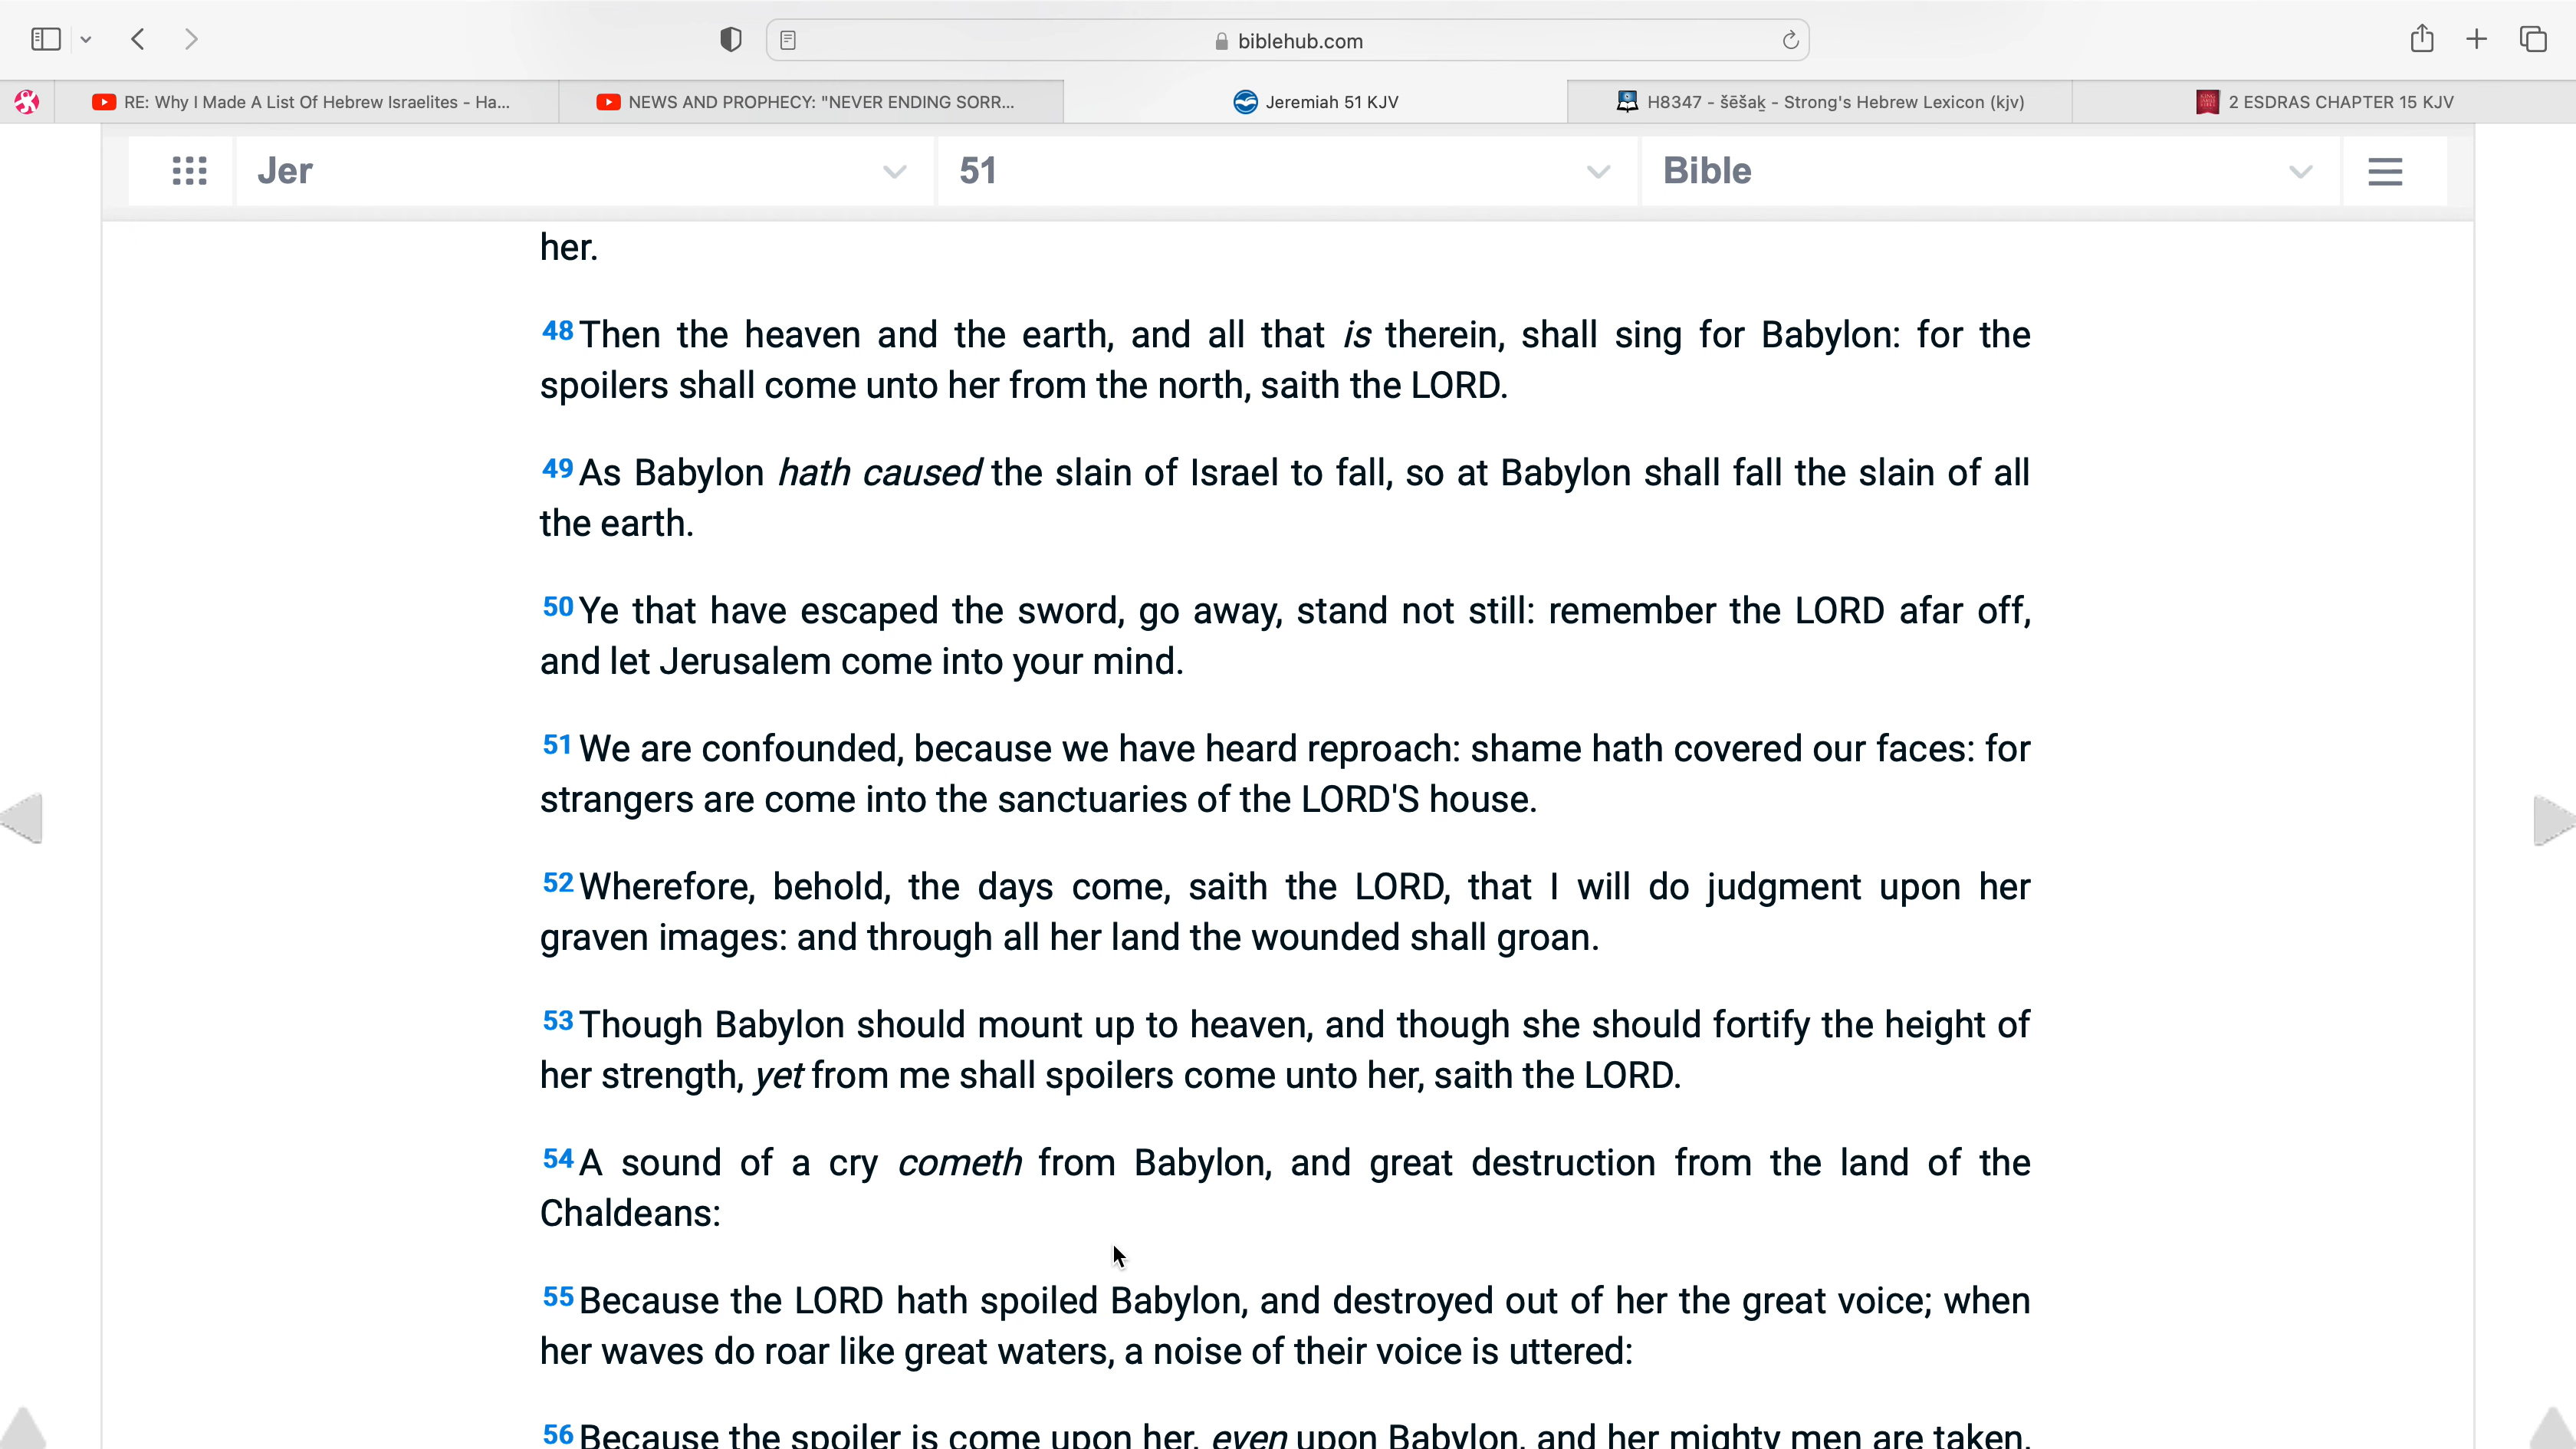 biblehub.com
RE: Why I Made A List Of Hebrew Israelites - Ha...
NEWS AND PROPHECY: "NEVER ENDING SORR...
Jeremiah 51 KJV
H8347 - šēšaḵ - Strong's Hebrew Lexicon (kjv)
2 ESDRAS CHAPTER 15 KJV
Jer
51
Bible
her.
48 Then the heaven and the earth, and all that is therein, shall sing for Babylon: for the
spoilers shall come unto her from the north, saith the LORD.
49 As Babylon hath caused the slain of Israel to fall, so at Babylon shall fall the slain of all
the earth.
50 Ye that have escaped the sword, go away, stand not still: remember the LORD afar off,
and let Jerusalem come into your mind.
51 We are confounded, because we have heard reproach: shame hath covered our faces: for
strangers are come into the sanctuaries of the LORD'S house.
52 Wherefore, behold, the days come, saith the LORD, that I will do judgment upon her
graven images: and through all her land the wounded shall groan.
53 Though Babylon should mount up to heaven, and though she should fortify the height of
her strength, yet from me shall spoilers come unto her, saith the LORD.
54 A sound of a cry cometh from Babylon, and great destruction from the land of the
Chaldeans:
55 Because the LORD hath spoiled Babylon, and destroyed out of her the great voice; when
her waves do roar like great waters, a noise of their voice is uttered:
56 Because the spoiler is come upon her, even upon Babylon, and her mighty men are taken,